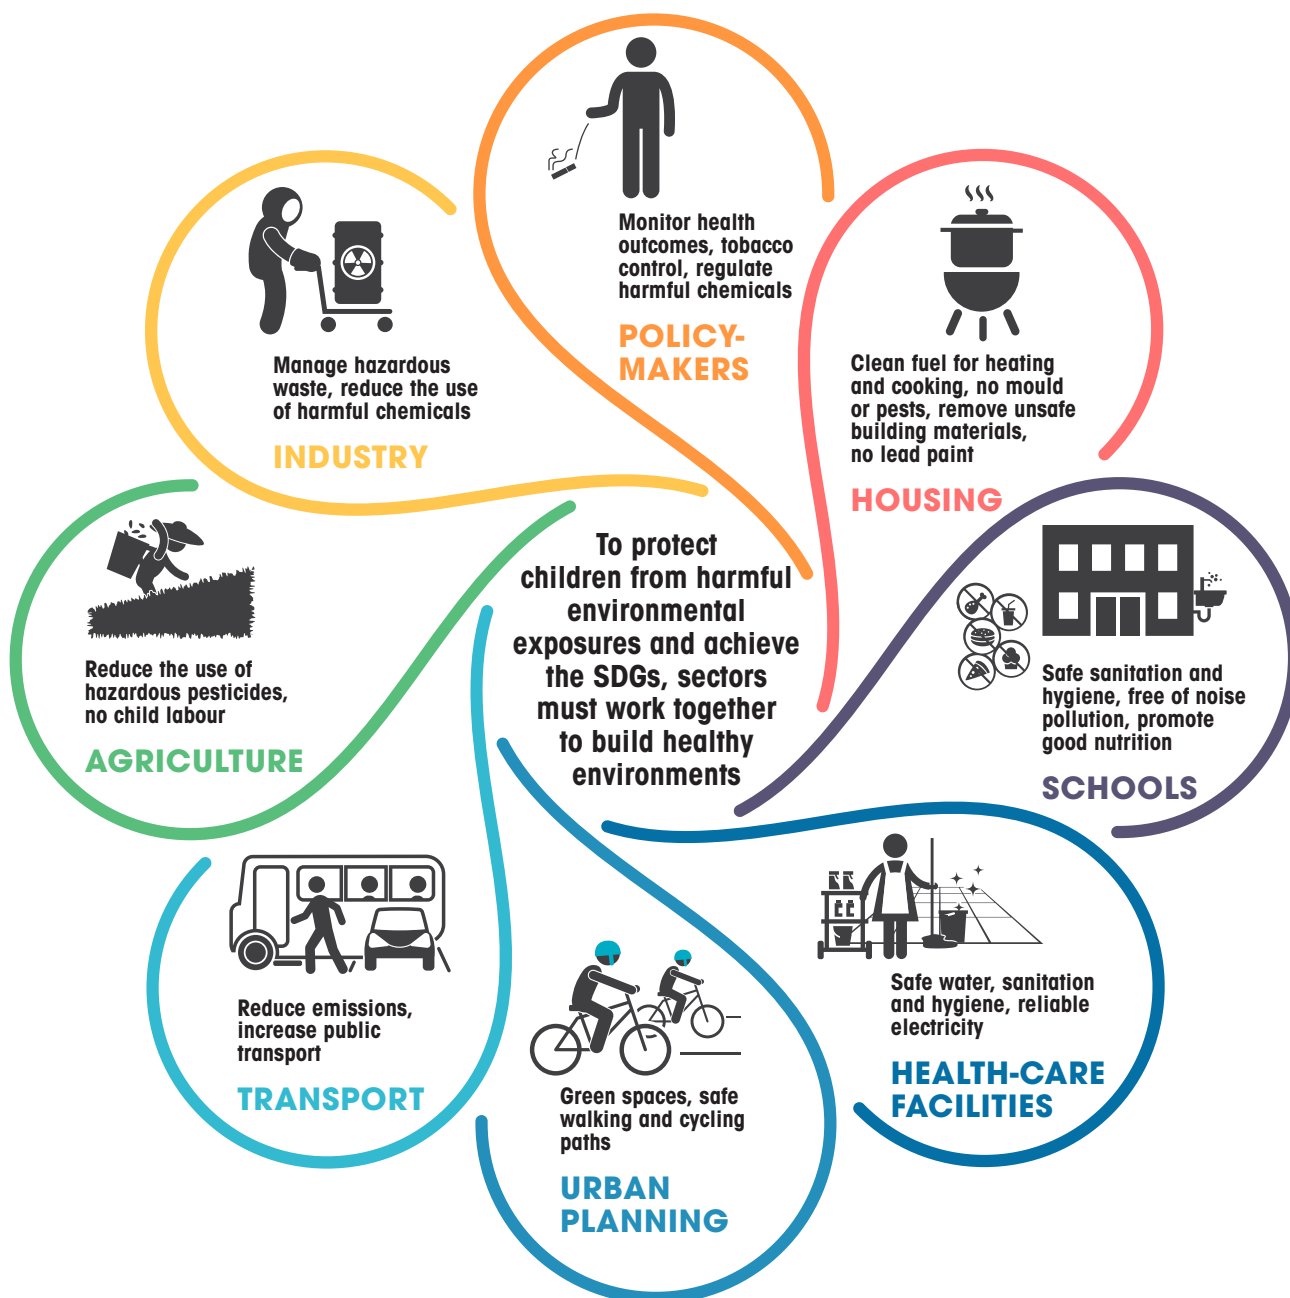 Monitor health
outcomes, tobacco
control, regulate
harmful chemicals
POLICY-
MAKERS
Clean fuel for heating
and cooking, no mould
or pests, remove unsafe
building materials,
no lead paint
HOUSING
Safe sanitation and
hygiene, free of noise
pollution, promote
good nutrition
SCHOOLS
Safe water, sanitation
and hygiene, reliable
electricity
HEALTH-CARE
FACILITIES
Green spaces, safe
walking and cycling
paths
URBAN
PLANNING
Reduce emissions,
increase public
transport
TRANSPORT
Reduce the use of
hazardous pesticides,
no child labour
AGRICULTURE
Manage hazardous
waste, reduce the use
of harmful chemicals
INDUSTRY
To protect
children from harmful
environmental
exposures and achieve
the SDGs, sectors
must work together
to build healthy
environments